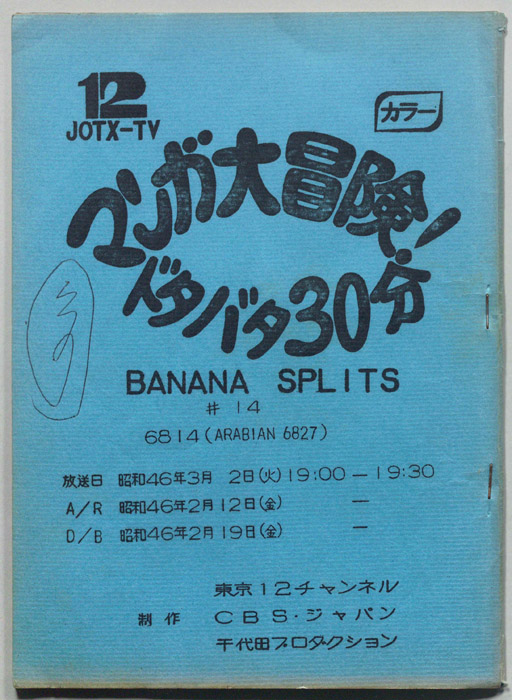 12
JOTX-TV
カラー
マンガ大冒険!
ドタバタ30分
BANANA SPLITS
# 14
6814(ARABIAN 6827)
放送日 昭和46年3月 2日(火)19:00 — 19:30
A/R 昭和46年2月12日(金) —
D/B 昭和46年2月19日(金) —
東京12チャンネル
制作 CBS・ジャパン
千代田プロダクション